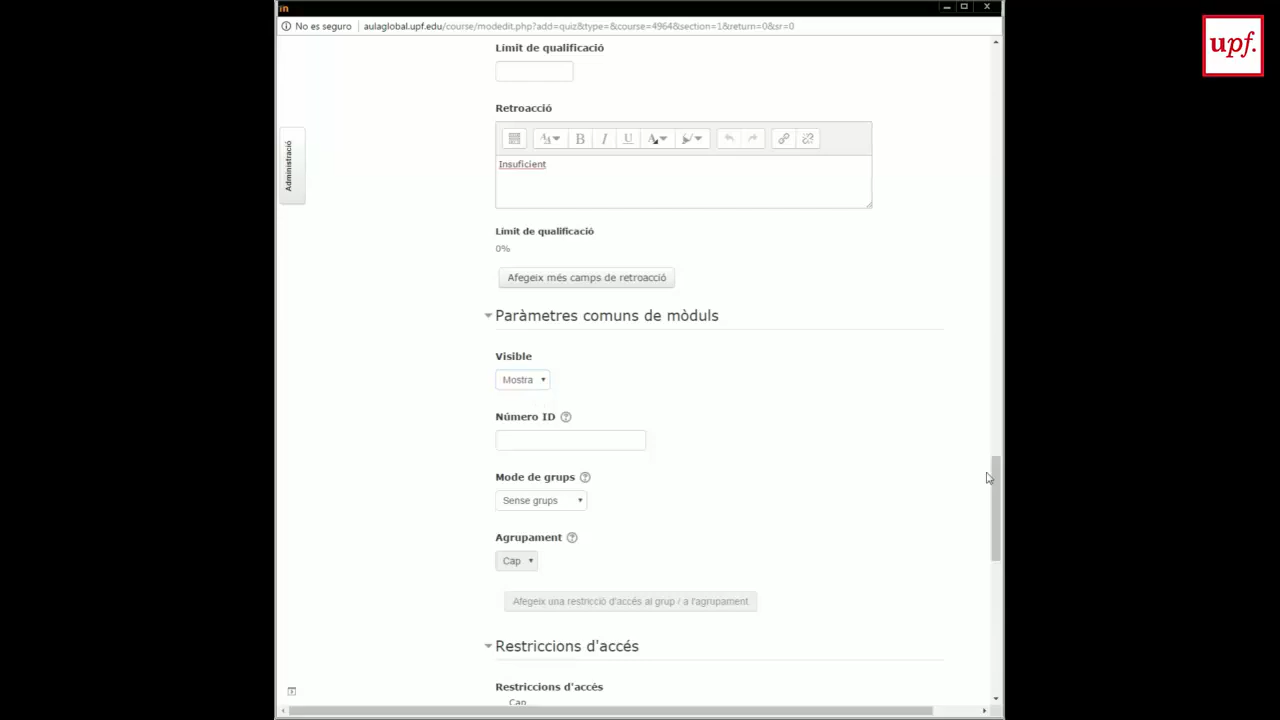 in
No es seguro
aulaglobal.upf.edu/course/modedit.php?add=quiz&type=&course=4964&section=1&return=0&sr=0
upf.
Límit de qualificació
Retroacció
Administració
B I U
Insuficient
Límit de qualificació
0%
Afegeix més camps de retroacció
Paràmetres comuns de mòduls
Visible
Mostra
Número ID
Mode de grups
Sense grups
Agrupament
Cap
Afegeix una restricció d'accés al grup / a l'agrupament
Restriccions d'accés
Restriccions d'accés
Cap